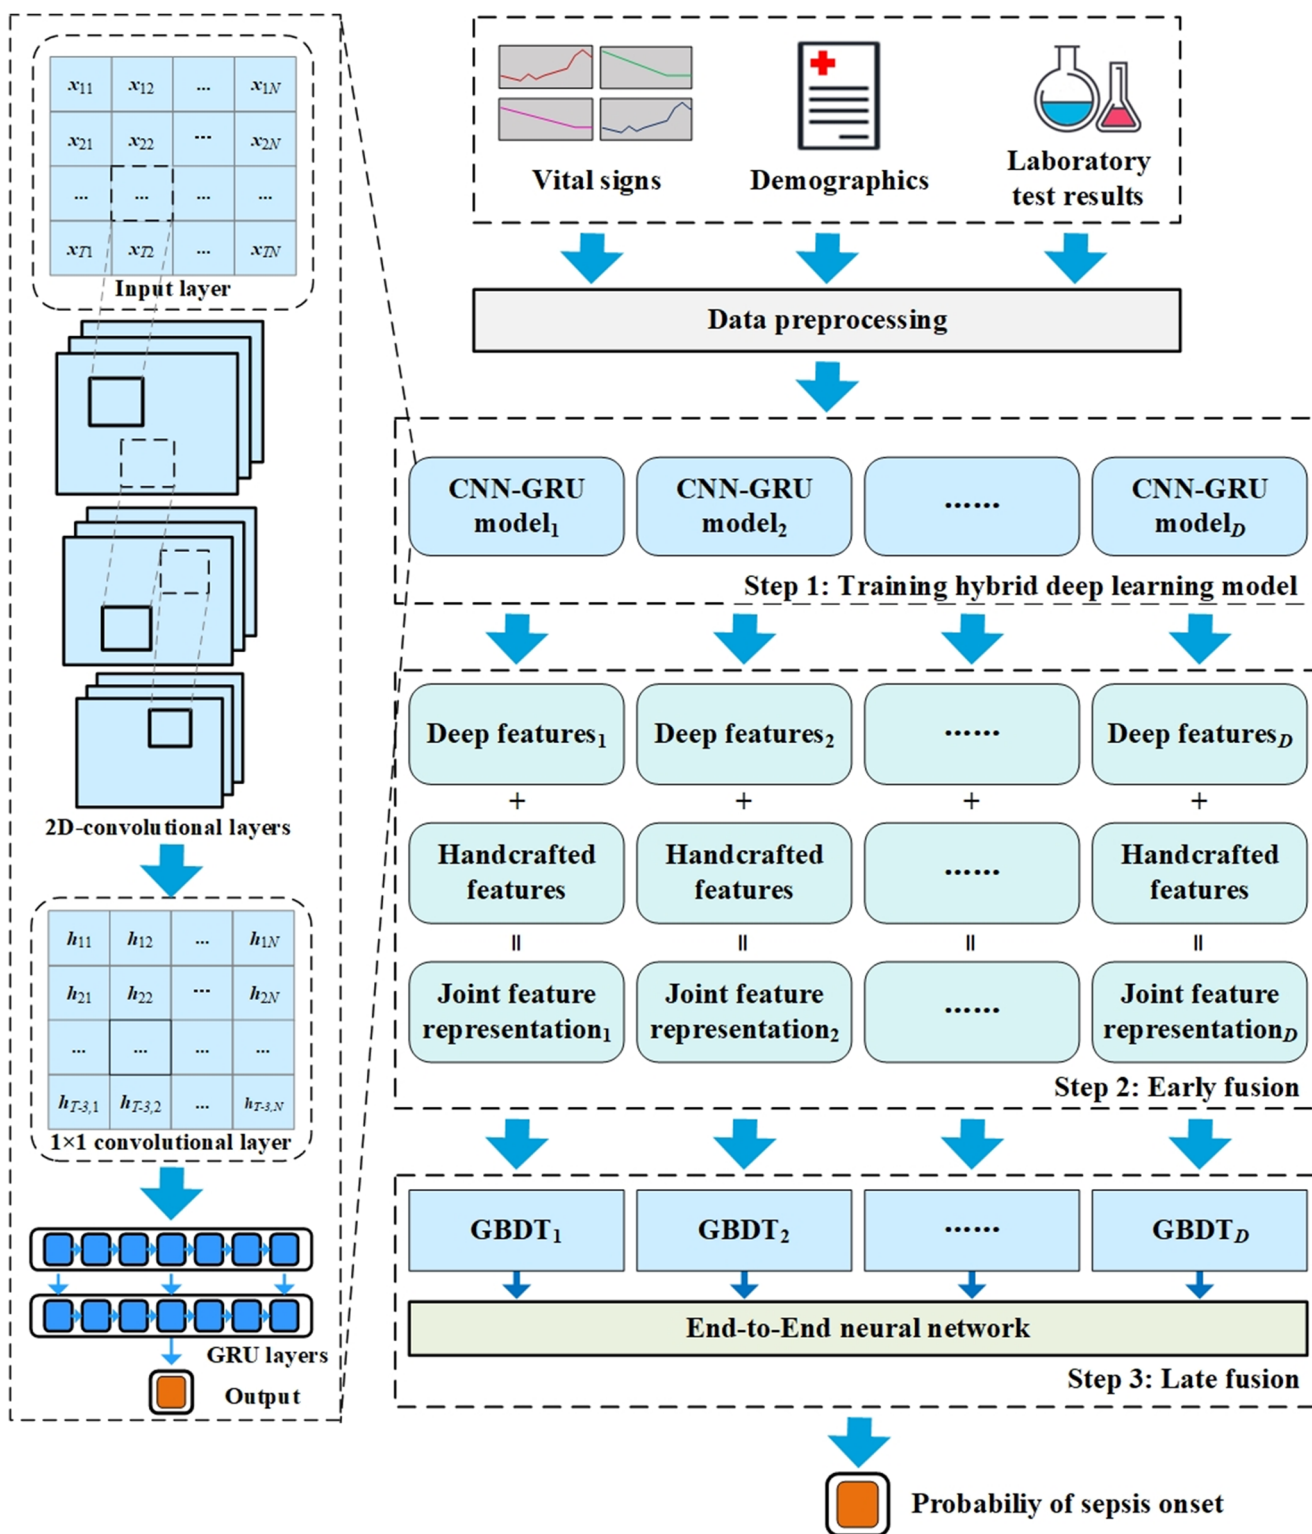 x11 x12 ... x1N
x21 x22 ... x2N
... ... ... ...
xT1 xT2 ... xTN
Input layer
2D-convolutional layers
h11 h12 ... h1N
h21 h22 ... h2N
... ... ... ...
hT-3,1 hT-3,2 ... hT-3,N
1×1 convolutional layer
GRU layers
Output
Vital signs
Demographics
Laboratory
test results
Data preprocessing
CNN-GRU
model1
CNN-GRU
model2
......
CNN-GRU
modelD
Step 1: Training hybrid deep learning model
Deep features1 Deep features2 ...... Deep featuresD
+ + + +
Handcrafted
features
Handcrafted
features
......
Handcrafted
features
= = = =
Joint feature
representation1
Joint feature
representation2
......
Joint feature
representationD
Step 2: Early fusion
GBDT1 GBDT2 ...... GBDTD
End-to-End neural network
Step 3: Late fusion
Probabiliy of sepsis onset